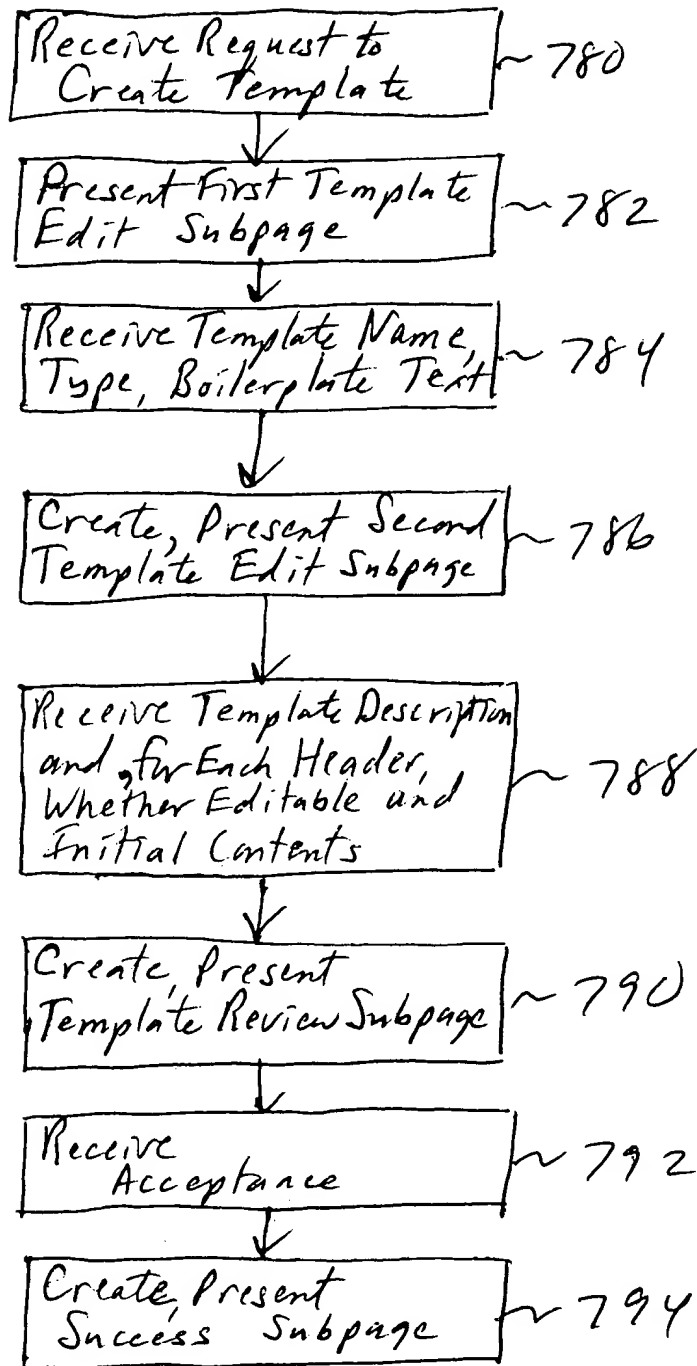 Receive Request to
Create Template
~ 780
Present First Template
Edit Subpage
~ 782
Receive Template Name,
Type, Boilerplate Text
~ 784
Create, Present Second
Template Edit Subpage
~ 786
Receive Template Description
and, for Each Header,
Whether Editable and
Initial Contents
~ 788
Create, Present
Template Review Subpage
~ 790
Receive
Acceptance
~ 792
Create, Present
Success Subpage
~ 794